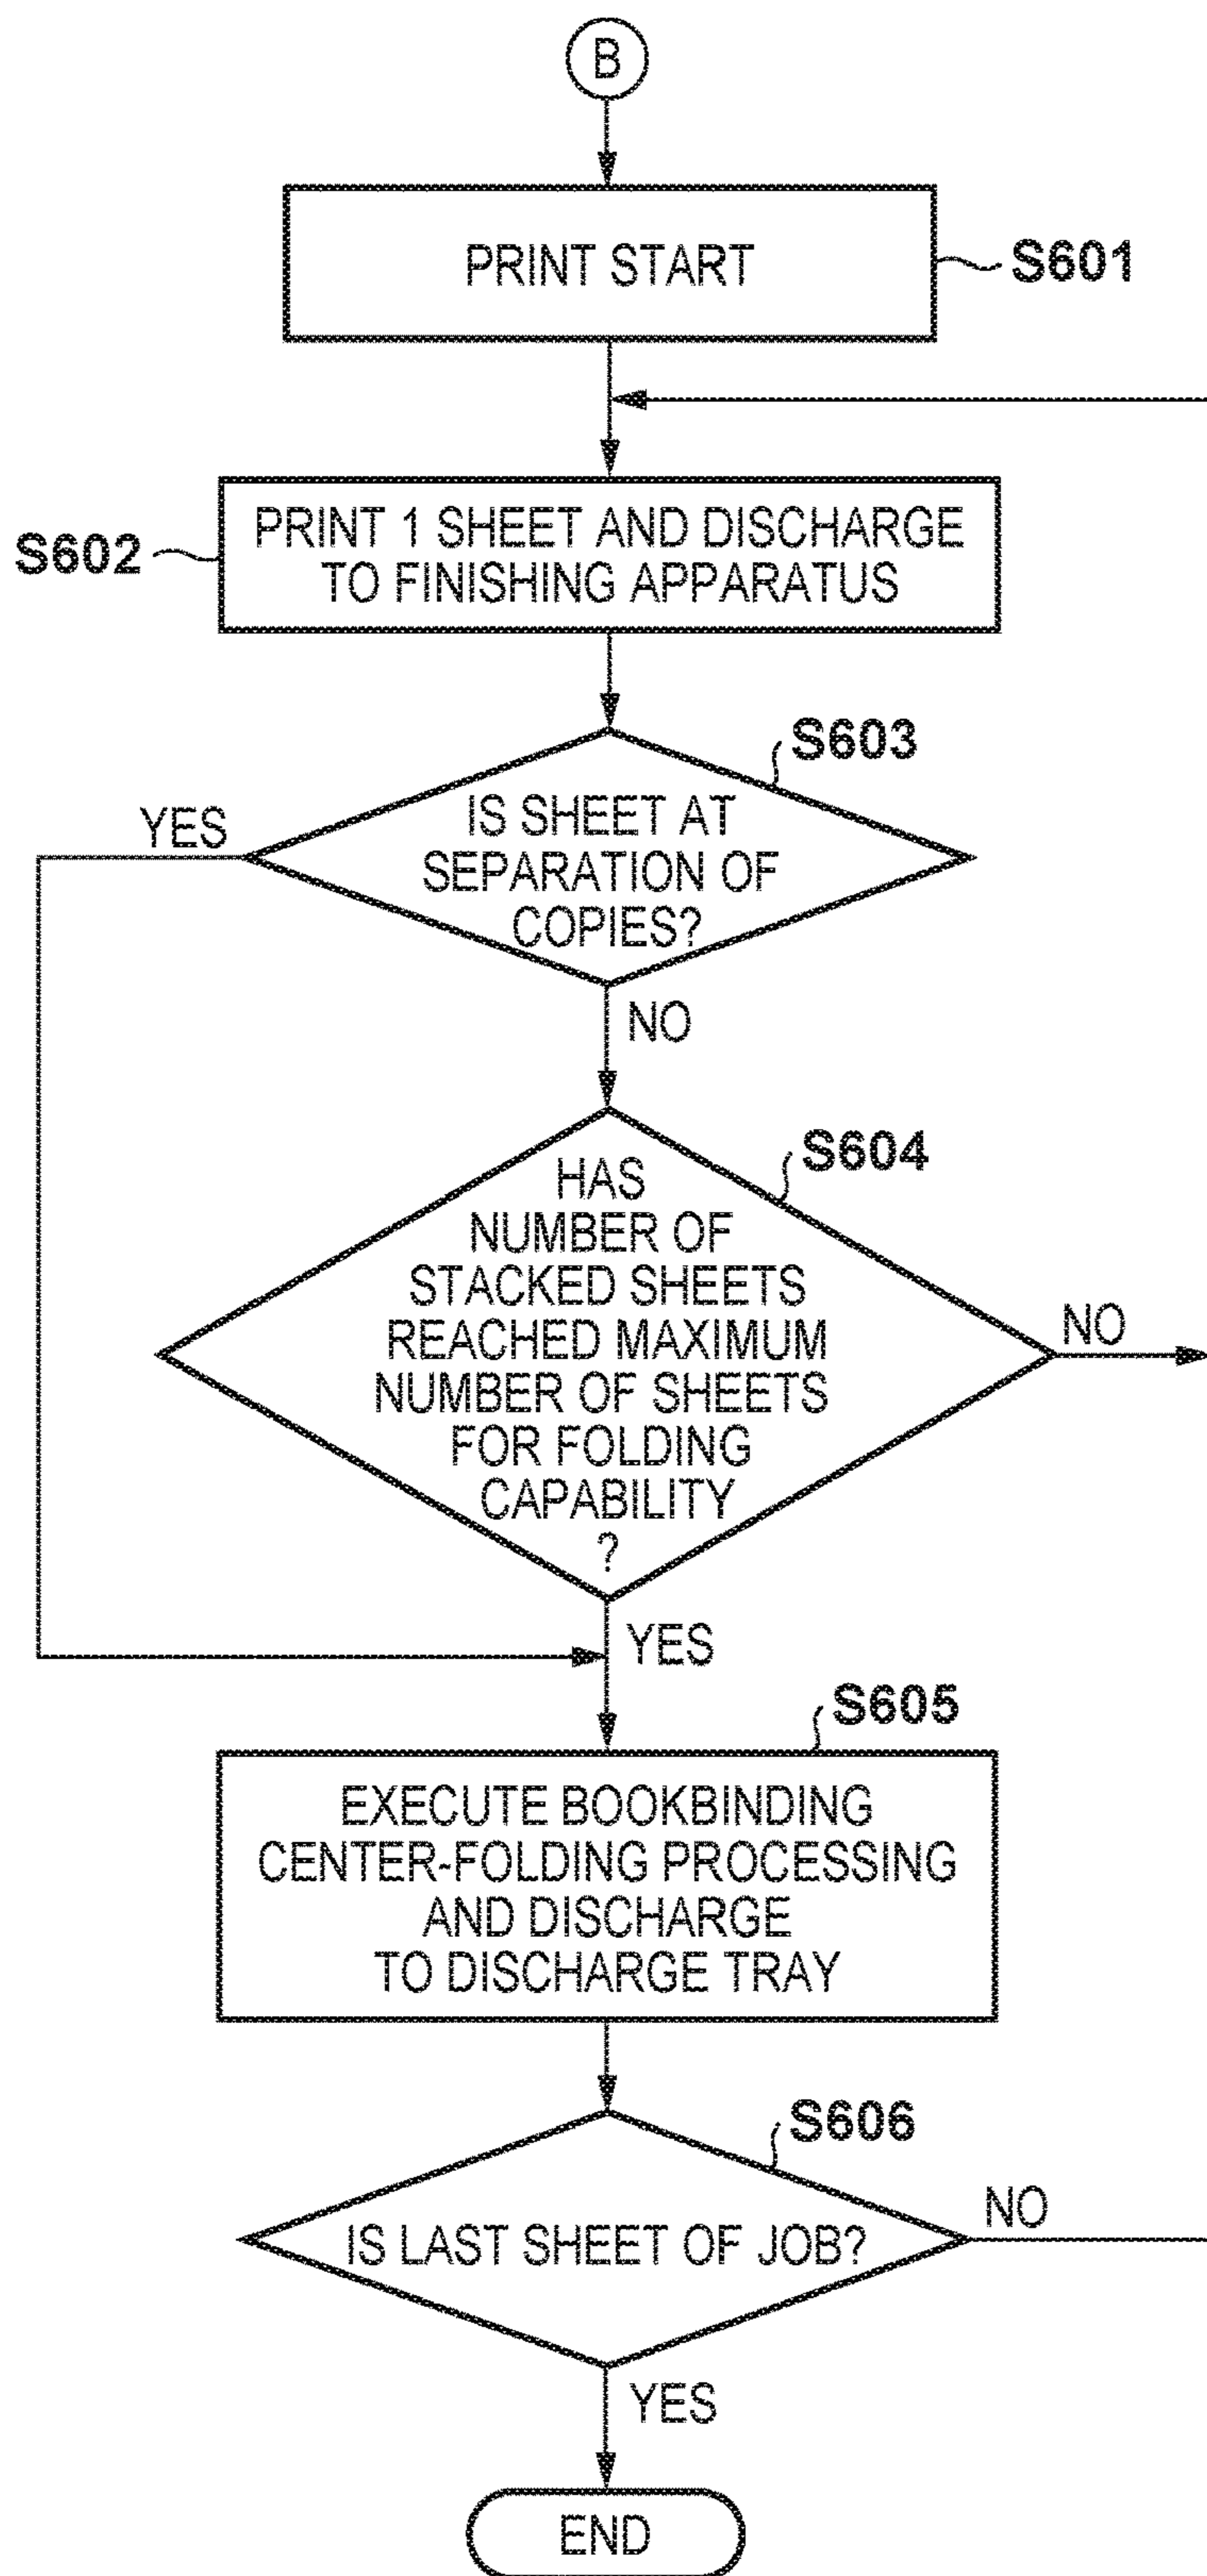 B
PRINT START
S601
S602
PRINT 1 SHEET AND DISCHARGE
TO FINISHING APPARATUS
S603
YES
IS SHEET AT
SEPARATION OF
COPIES?
NO
S604
HAS
NUMBER OF
STACKED SHEETS
REACHED MAXIMUM
NUMBER OF SHEETS
FOR FOLDING
CAPABILITY
?
NO
YES
S605
EXECUTE BOOKBINDING
CENTER-FOLDING PROCESSING
AND DISCHARGE
TO DISCHARGE TRAY
S606
IS LAST SHEET OF JOB?
NO
YES
END